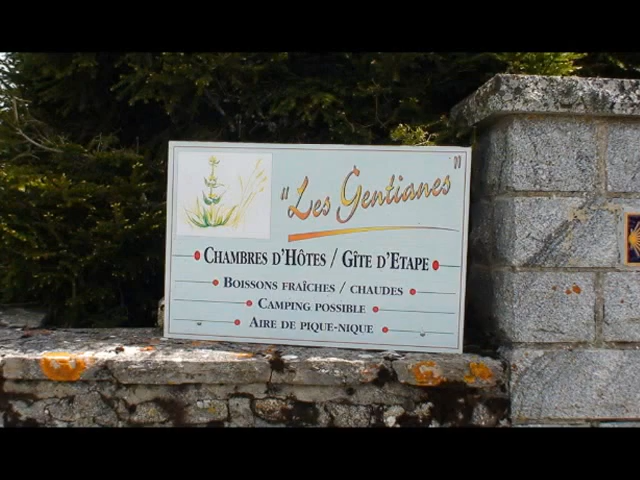 "Les Gentianes"
CHAMBRES D'HÔTES / GÎTE D'ETAPE
BOISSONS FRAÎCHES / CHAUDES
CAMPING POSSIBLE
AIRE DE PIQUE-NIQUE